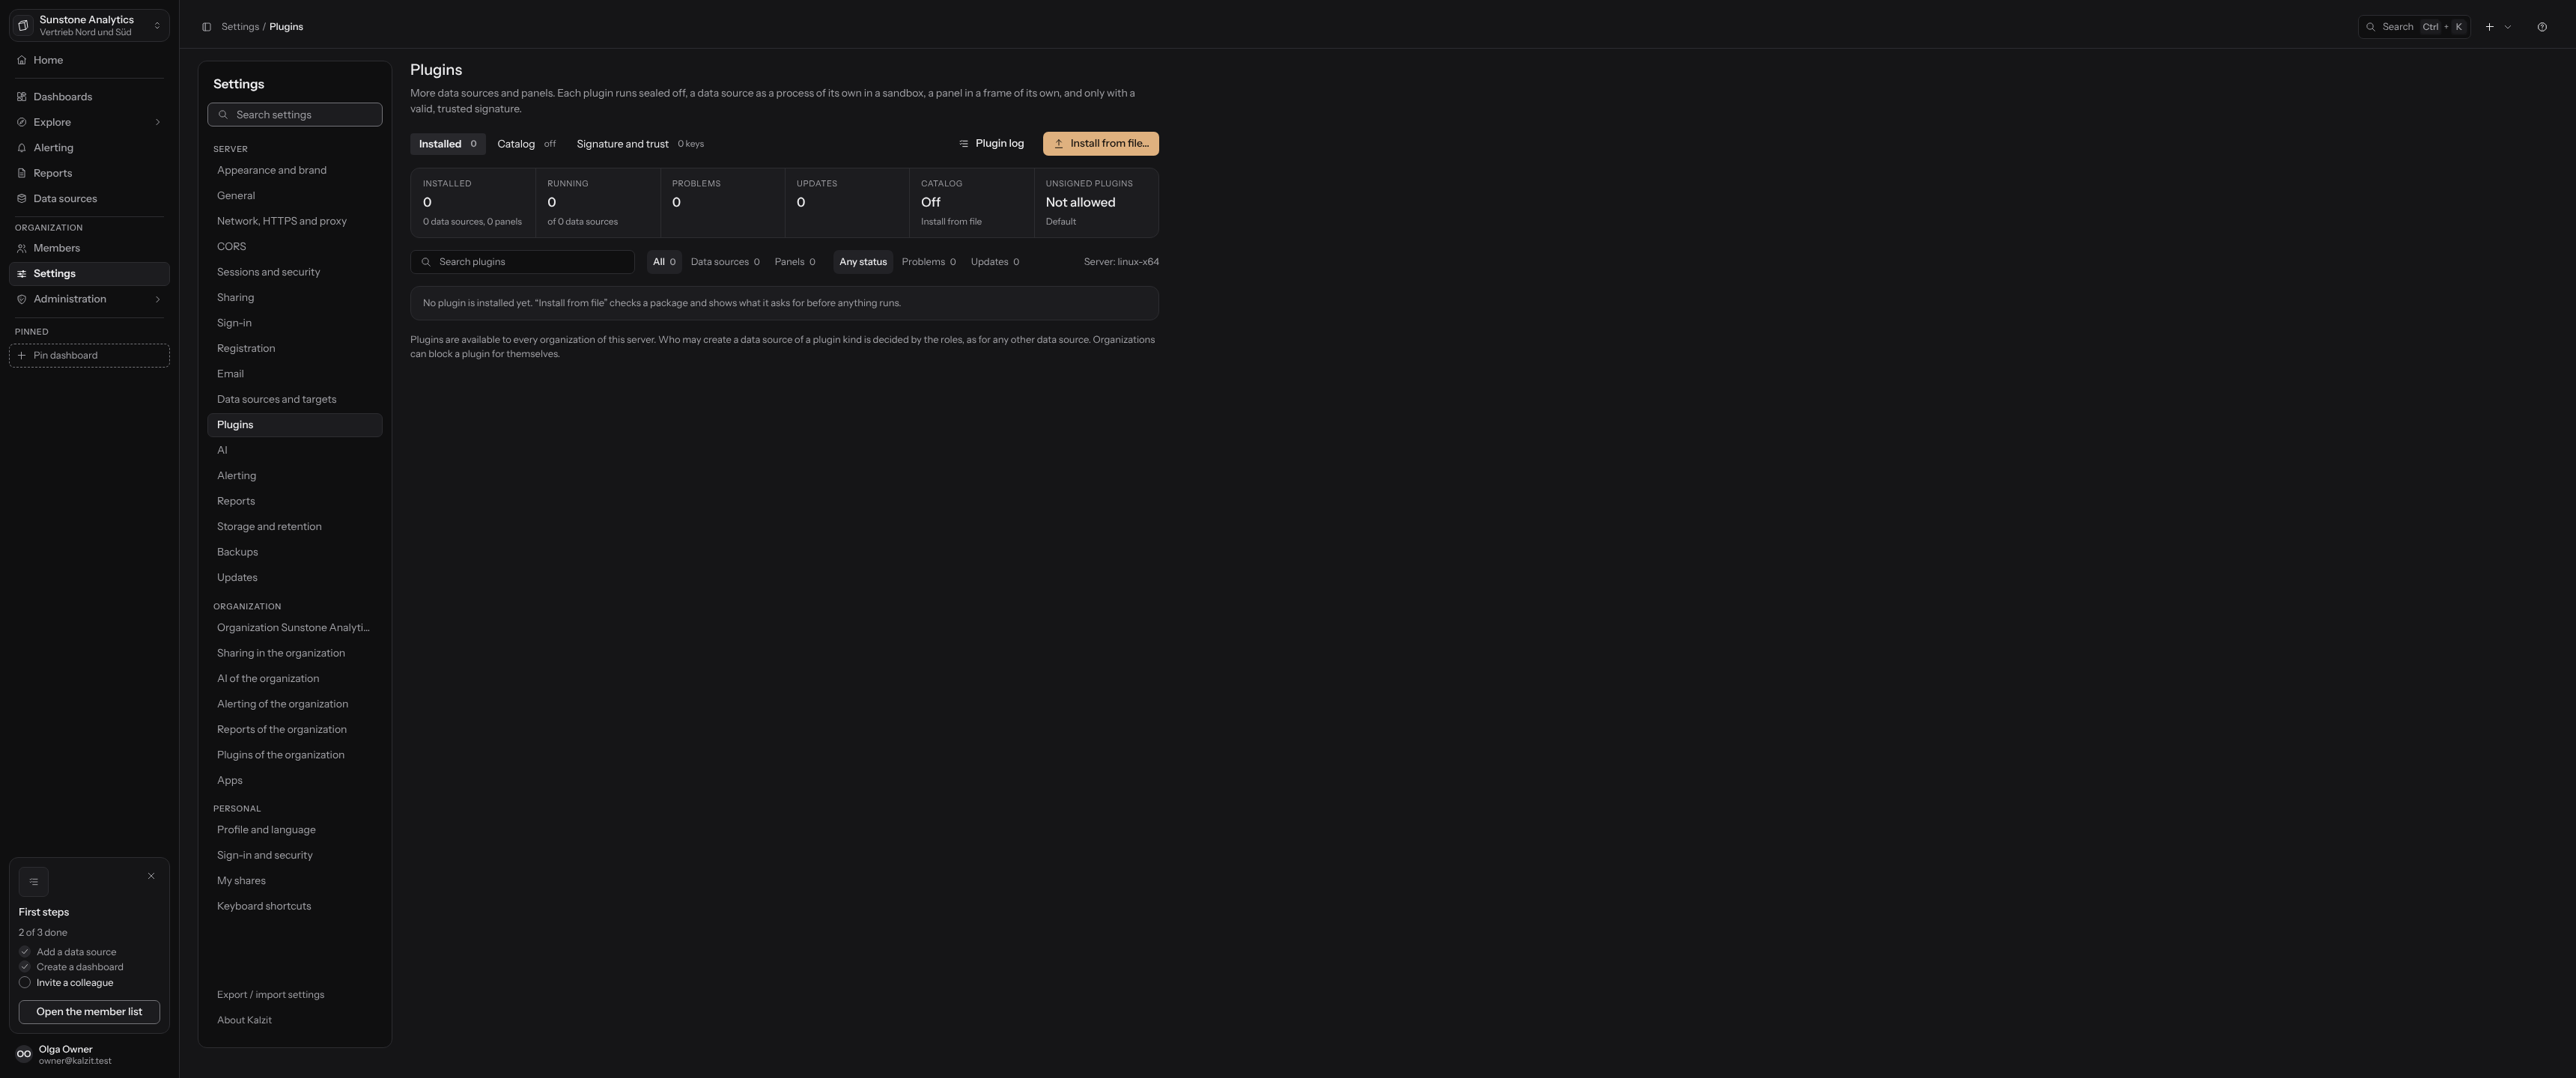 Sunstone Analytics
Vertrieb Nord und Süd
Home
Dashboards
Explore
Alerting
Reports
Data sources
ORGANIZATION
Members
Settings
Administration
PINNED
Pin dashboard
First steps
2 of 3 done
Add a data source
Create a dashboard
Invite a colleague
Open the member list
OO
Olga Owner
owner@kalzit.test
Settings / Plugins
Search Ctrl + K
Settings
Search settings
SERVER
Appearance and brand
General
Network, HTTPS and proxy
CORS
Sessions and security
Sharing
Sign-in
Registration
Email
Data sources and targets
Plugins
AI
Alerting
Reports
Storage and retention
Backups
Updates
ORGANIZATION
Organization Sunstone Analyti...
Sharing in the organization
AI of the organization
Alerting of the organization
Reports of the organization
Plugins of the organization
Apps
PERSONAL
Profile and language
Sign-in and security
My shares
Keyboard shortcuts
Export / import settings
About Kalzit
Plugins
More data sources and panels. Each plugin runs sealed off, a data source as a process of its own in a sandbox, a panel in a frame of its own, and only with a
valid, trusted signature.
Installed 0 Catalog off Signature and trust 0 keys Plugin log Install from file...
INSTALLED
0
0 data sources, 0 panels
RUNNING
0
of 0 data sources
PROBLEMS
0
UPDATES
0
CATALOG
Off
Install from file
UNSIGNED PLUGINS
Not allowed
Default
Search plugins All 0 Data sources 0 Panels 0 Any status Problems 0 Updates 0 Server: linux-x64
No plugin is installed yet. “Install from file” checks a package and shows what it asks for before anything runs.
Plugins are available to every organization of this server. Who may create a data source of a plugin kind is decided by the roles, as for any other data source. Organizations
can block a plugin for themselves.